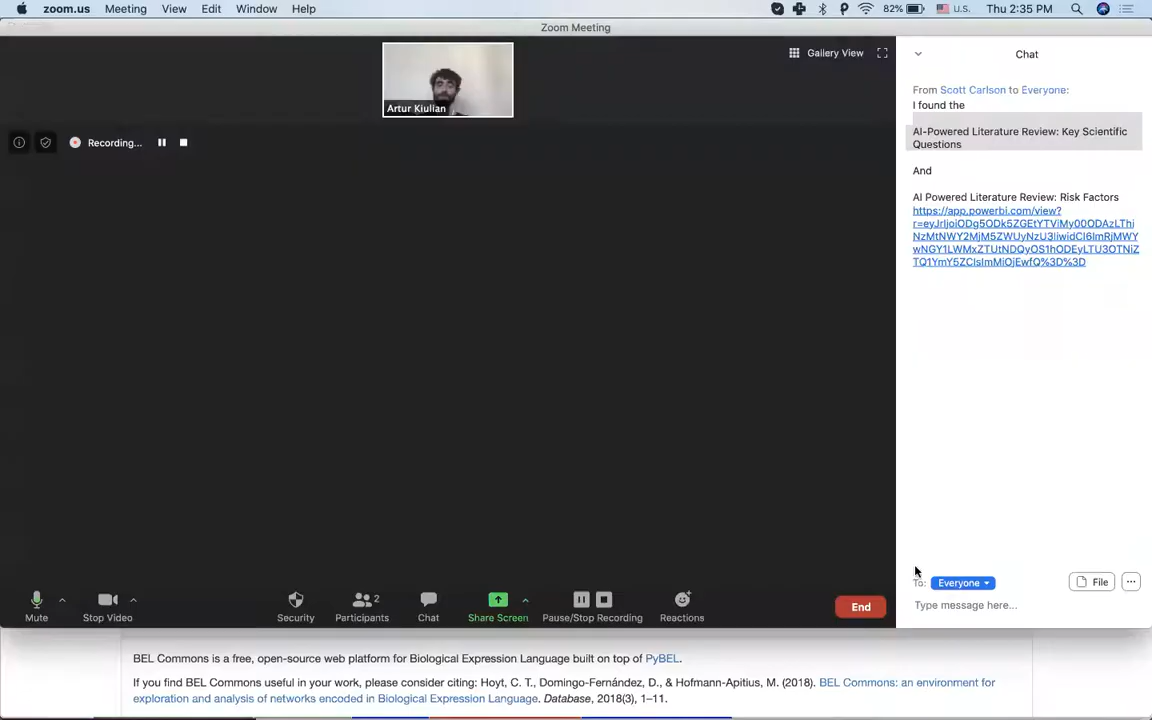 zoom.us Meeting View Edit Window Help 82% U.S. Thu 2:35 PM
Zoom Meeting
Gallery View
Artur Kiulian
Recording...
Chat
From Scott Carlson to Everyone:
I found the
AI-Powered Literature Review: Key Scientific
Questions
And
AI Powered Literature Review: Risk Factors
https://app.powerbi.com/view?
To: Everyone
File
Type message here...
Mute Stop Video Security Participants 2 Chat Share Screen Pause/Stop Recording Reactions End
BEL Commons is a free, open-source web platform for Biological Expression Language built on top of PyBEL.
If you find BEL Commons useful in your work, please consider citing: Hoyt, C. T., Domingo-Fernández, D., & Hofmann-Apitius, M. (2018). BEL Commons: an environment for
exploration and analysis of networks encoded in Biological Expression Language. Database, 2018(3), 1–11.